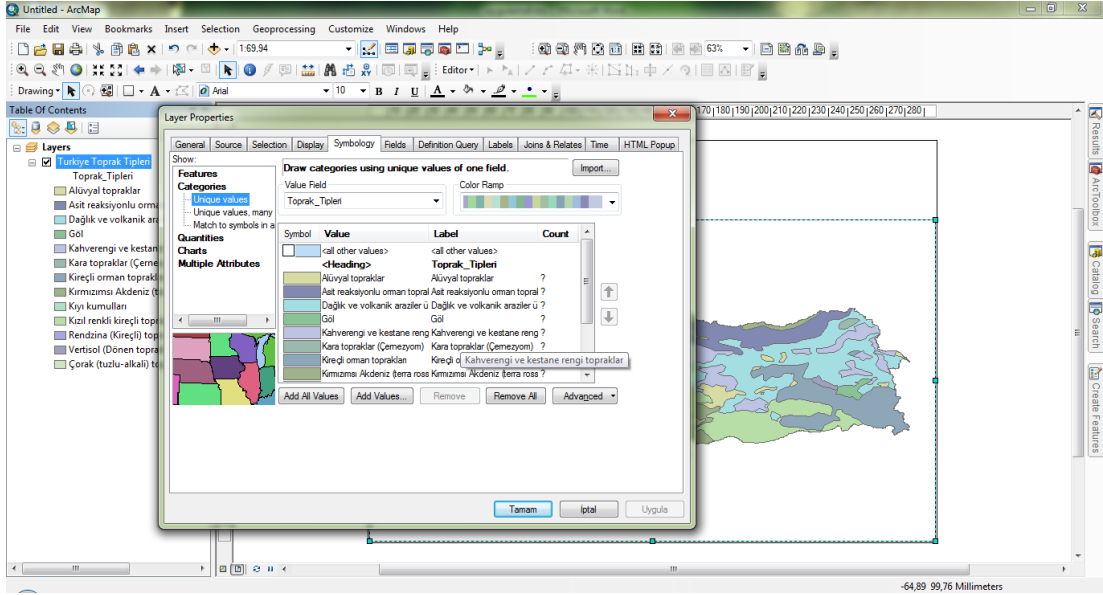 Untitled - ArcMap
File Edit View Bookmarks Insert Selection Geoprocessing Customize Windows Help
1:69,94
63%
Editor
Drawing
A
Arial
10
B I U A
Table Of Contents
Layers
Turkiye Toprak Tipleri
Toprak_Tipleri
Alüvyal topraklar
Asit reaksiyonlu orma
Dağlık ve volkanik ara
Göl
Kahverengi ve kestan
Kara topraklar (Çerne
Kireçli orman toprakl
Kırmızımsı Akdeniz (t
Kıyı kumulları
Kızıl renkli kireçli topr
Rendzina (Kireçli) top
Vertisol (Dönen topra
Çorak (tuzlu-alkali) to
Layer Properties
General Source Selection Display Symbology Fields Definition Query Labels Joins & Relates Time HTML Popup
Show:
Features
Categories
Unique values
Unique values, many
Match to symbols in a
Quantities
Charts
Multiple Attributes
Draw categories using unique values of one field.
Import...
Value Field
Color Ramp
Toprak_Tipleri
Symbol Value Label Count
<all other values> <all other values>
<Heading> Toprak_Tipleri
Alüvyal topraklar Alüvyal topraklar ?
Asit reaksiyonlu orman topral Asit reaksiyonlu orman topral ?
Dağlık ve volkanik araziler ü Dağlık ve volkanik araziler ü ?
Göl Göl ?
Kahverengi ve kestane reng Kahverengi ve kestane reng ?
Kara topraklar (Çernezyom) Kara topraklar (Çernezyom) ?
Kireçli orman toprakları Kireçli o
Kahverengi ve kestane rengi topraklar
Kırmızımsı Akdeniz (terra ross Kırmızımsı Akdeniz (terra ross ?
Add All Values Add Values... Remove Remove All Advanced
Tamam İptal Uygula
170 180 190 200 210 220 230 240 250 260 270 280
Results
ArcToolbox
Catalog
Search
Create Features
-64,89 99,76 Millimeters